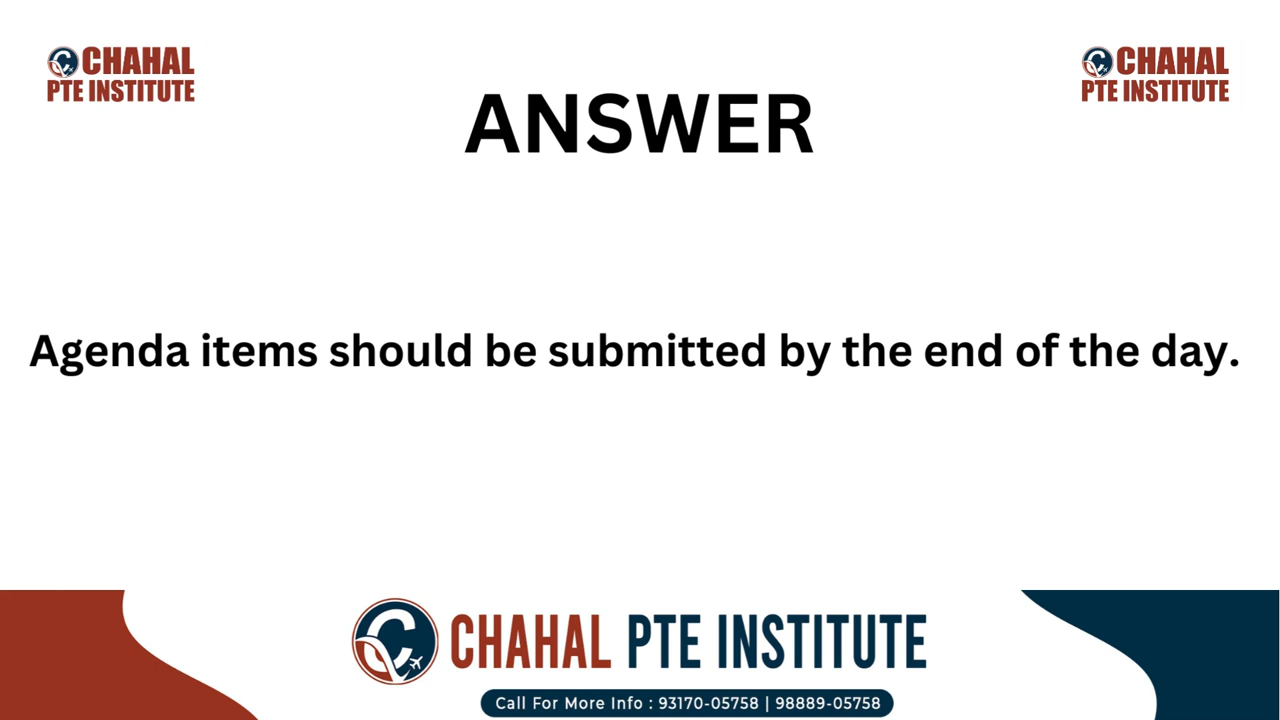 CHAHAL
PTE INSTITUTE
CHAHAL
PTE INSTITUTE
ANSWER
Agenda items should be submitted by the end of the day.
CHAHAL PTE INSTITUTE
Call For More Info : 93170-05758 | 98889-05758